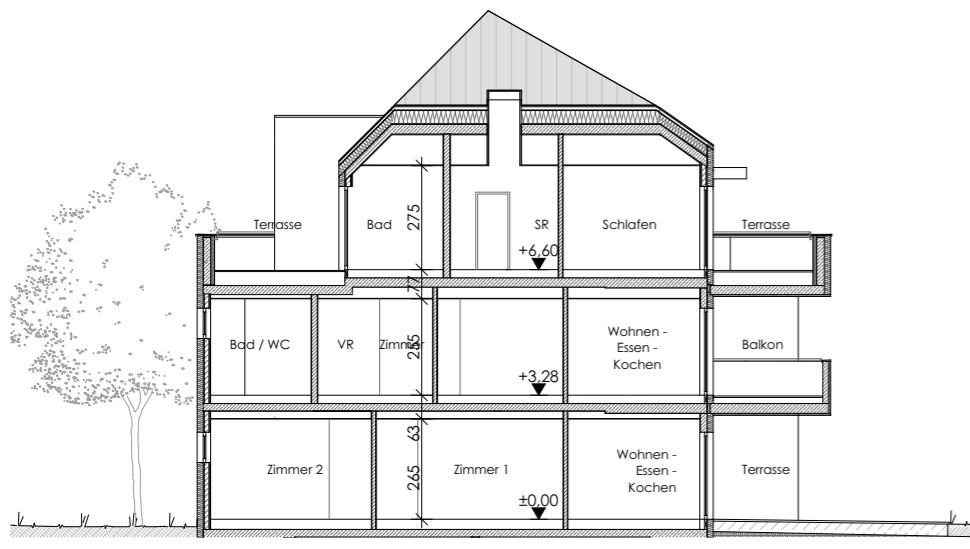 Terrasse
Bad
275
SR
Schlafen
Terrasse
+6,60
77
Bad / WC
VR
Zimmer
255
Wohnen -
Essen -
Kochen
Balkon
+3,28
63
Zimmer 2
265
Zimmer 1
Wohnen -
Essen -
Kochen
Terrasse
±0,00